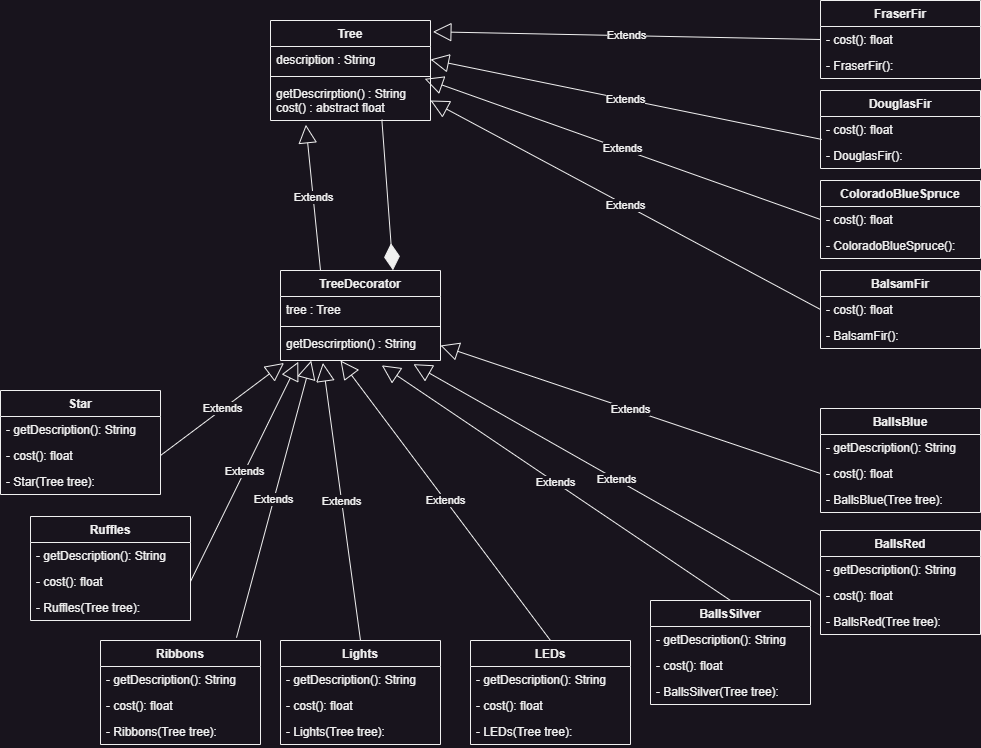 Tree
description : String
getDescrirption() : String
cost() : abstract float
FraserFir
- cost(): float
- FraserFir():
DouglasFir
- cost(): float
- DouglasFir():
ColoradoBlueSpruce
- cost(): float
- ColoradoBlueSpruce():
BalsamFir
- cost(): float
- BalsamFir():
Extends
Extends
Extends
Extends
Extends
TreeDecorator
tree : Tree
getDescrirption() : String
Star
- getDescription(): String
- cost(): float
- Star(Tree tree):
Ruffles
- getDescription(): String
- cost(): float
- Ruffles(Tree tree):
Ribbons
- getDescription(): String
- cost(): float
- Ribbons(Tree tree):
Lights
- getDescription(): String
- cost(): float
- Lights(Tree tree):
LEDs
- getDescription(): String
- cost(): float
- LEDs(Tree tree):
BallsSilver
- getDescription(): String
- cost(): float
- BallsSilver(Tree tree):
BallsBlue
- getDescription(): String
- cost(): float
- BallsBlue(Tree tree):
BallsRed
- getDescription(): String
- cost(): float
- BallsRed(Tree tree):
Extends
Extends
Extends
Extends
Extends
Extends
Extends
Extends